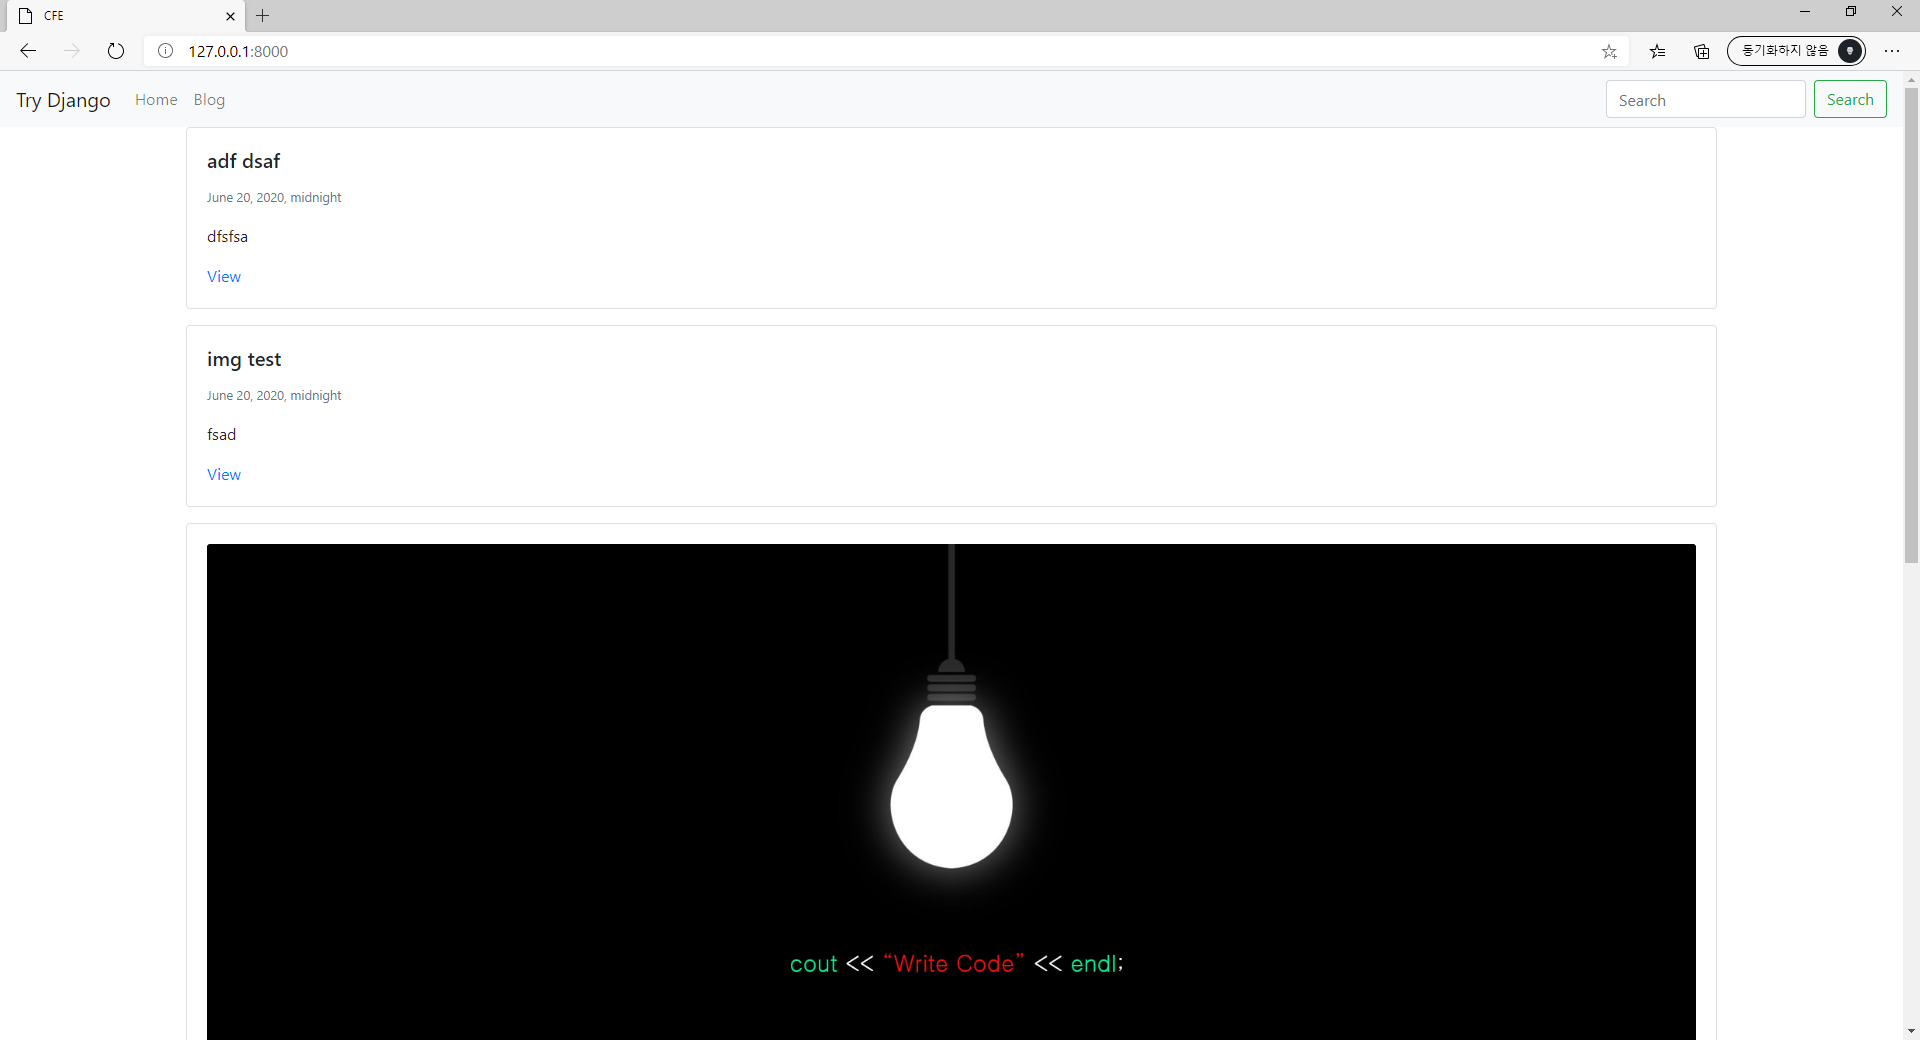 CFE
127.0.0.1:8000
동기화하지 않음
Try Django Home Blog Search Search
adf dsaf
June 20, 2020, midnight
dfsfsa
View
img test
June 20, 2020, midnight
fsad
View
cout << “Write Code” << endl;